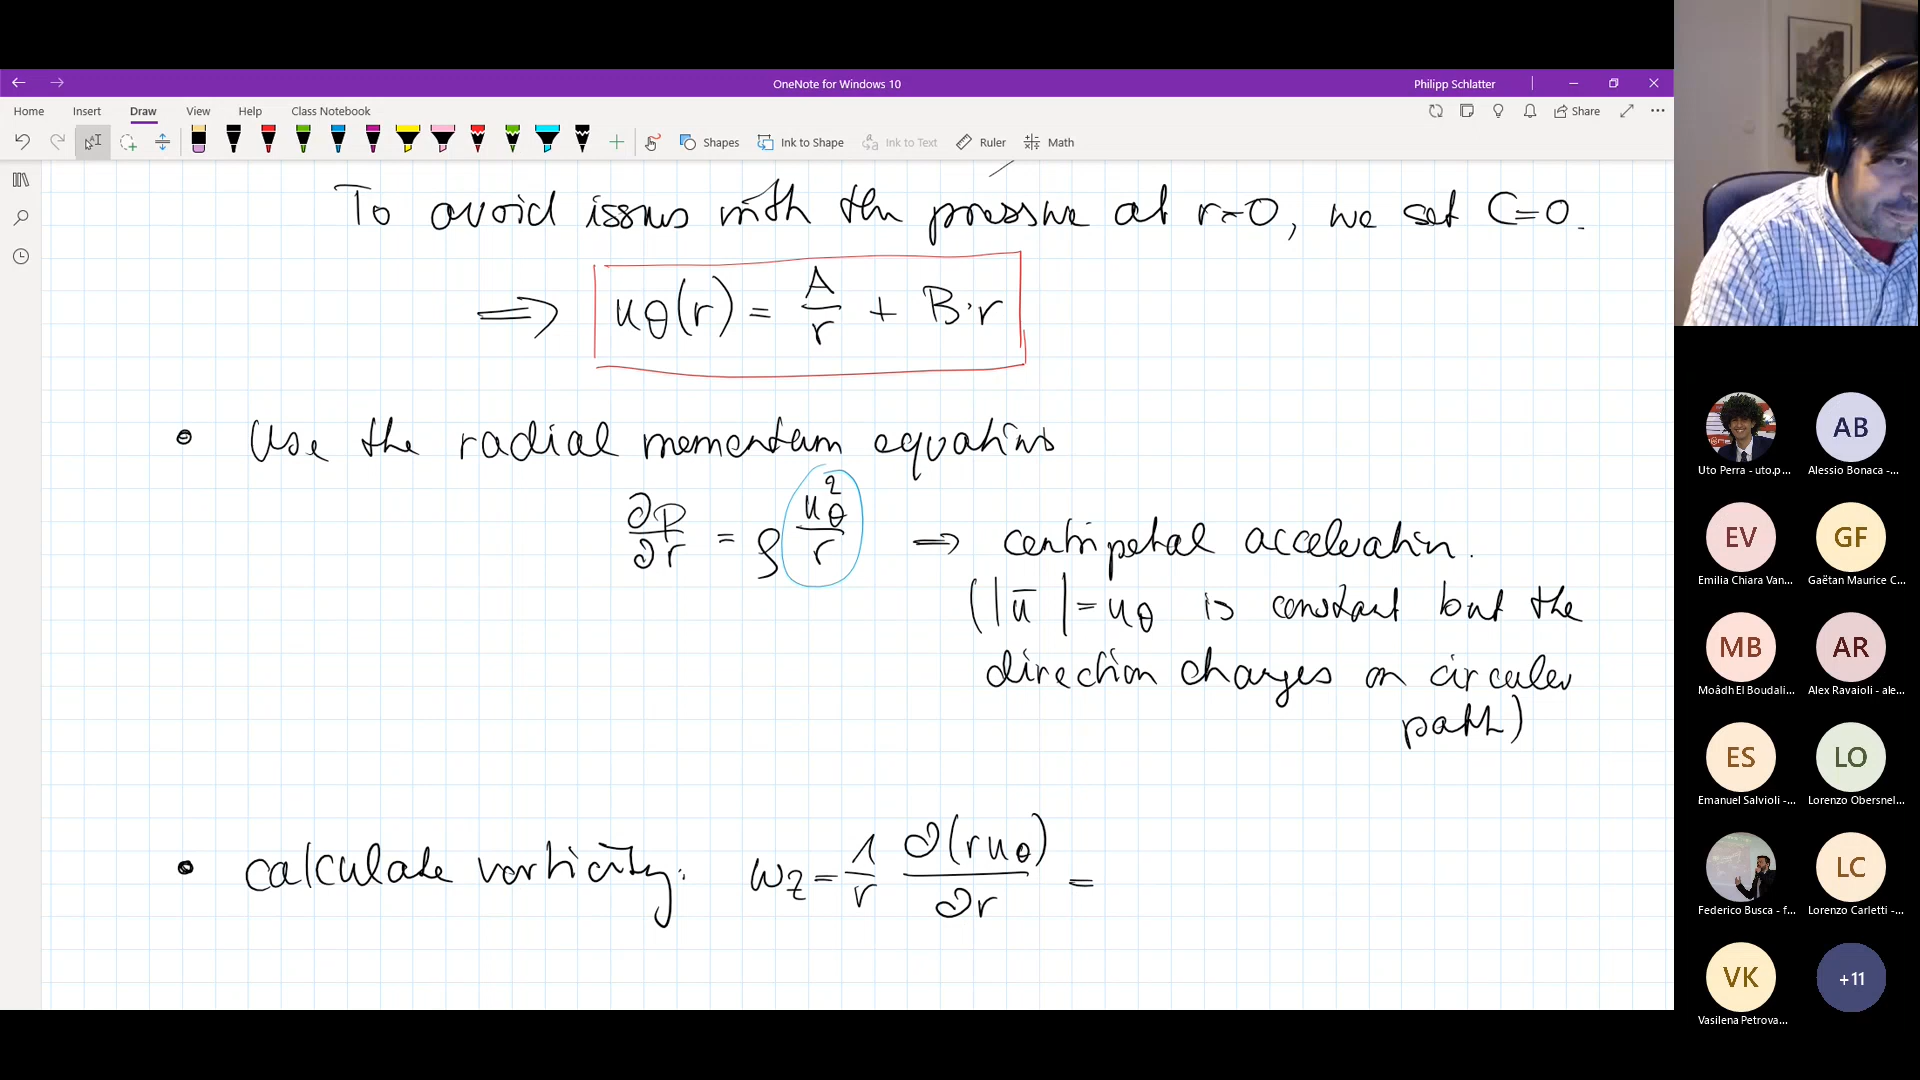 OneNote for Windows 10
Philipp Schlatter
Home Insert Draw View Help Class Notebook
Share
Shapes Ink to Shape Ink to Text Ruler Math
To avoid issues with the pressure at r=0, we set C=0.
⟹ uθ(r) = A/r + B·r
• Use the radial momentum equations
∂p/∂r = ρ uθ²/r ⟹ centripetal acceleration.
(|ū| = uθ is constant but the
direction changes on circular
path)
• calculate vorticity: ωz = 1/r ∂(r uθ)/∂r =
Uto Perra - uto.p...
AB
Alessio Bonaca -...
EV
Emilia Chiara Van...
GF
Gaëtan Maurice C...
MB
Moâdh El Boudali...
AR
Alex Ravaioli - ale...
ES
Emanuel Salvioli -...
LO
Lorenzo Obersnel...
Federico Busca - f...
LC
Lorenzo Carletti -...
VK
Vasilena Petrova...
+11